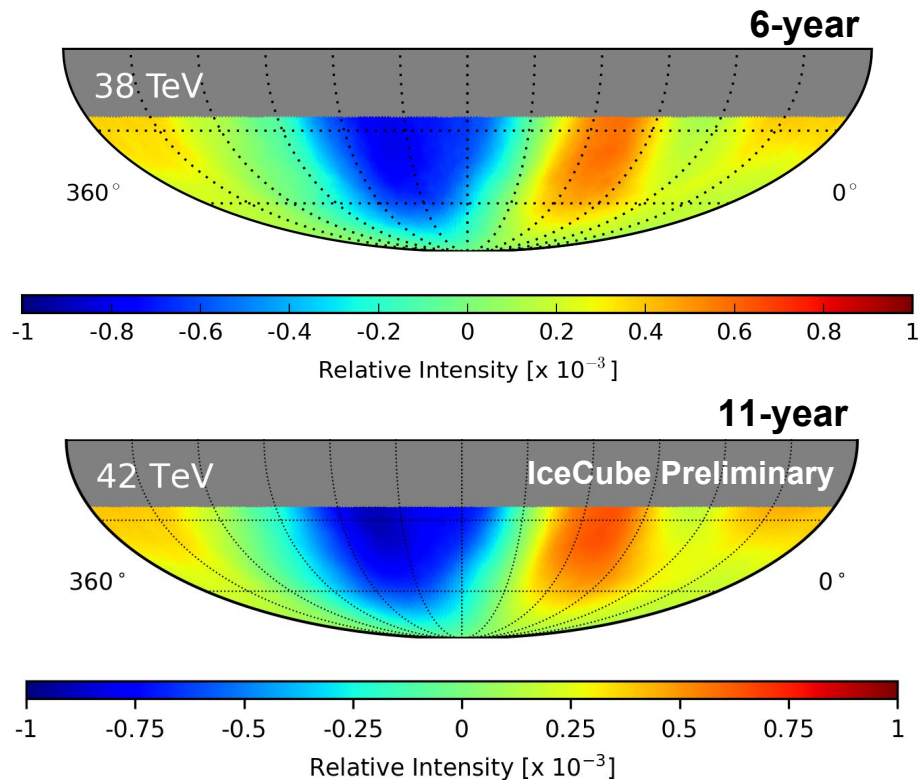 6-year
38 TeV
360° 0°
-1 -0.8 -0.6 -0.4 -0.2 0 0.2 0.4 0.6 0.8 1
Relative Intensity [x 10⁻³]
11-year
42 TeV IceCube Preliminary
360° 0°
-1 -0.75 -0.5 -0.25 0 0.25 0.5 0.75 1
Relative Intensity [x 10⁻³]